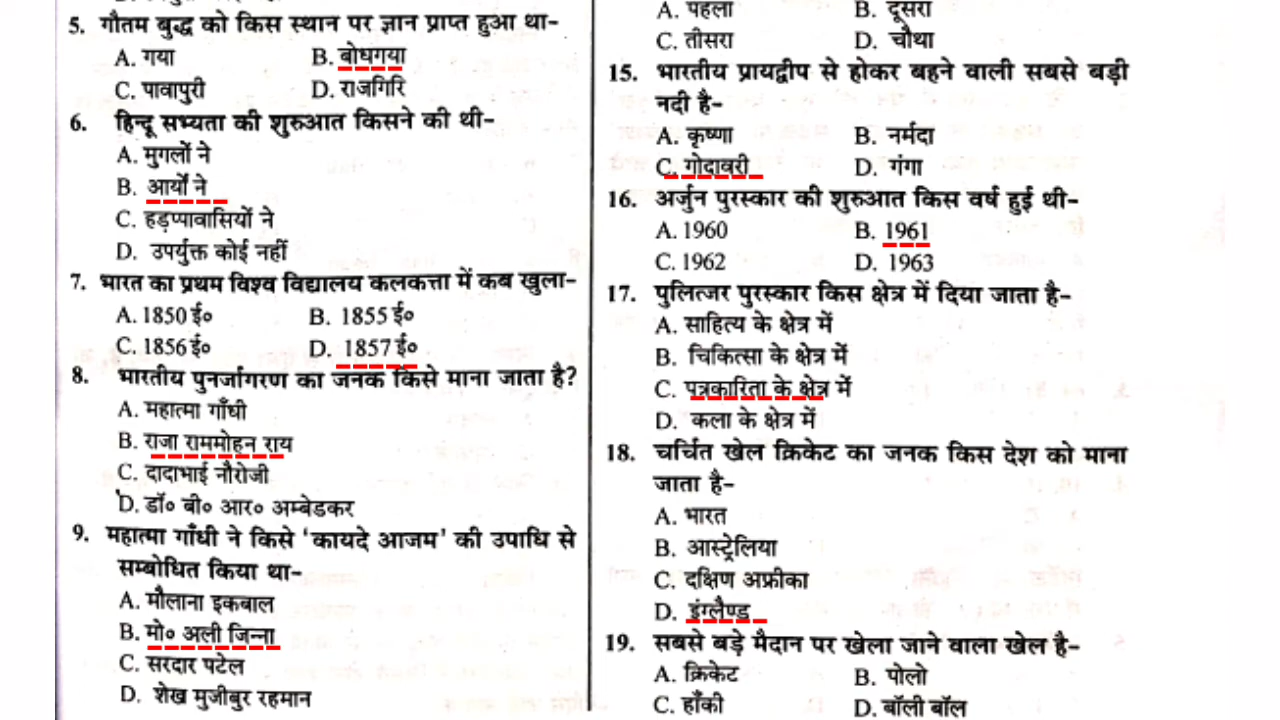 5. गौतम बुद्ध को किस स्थान पर ज्ञान प्राप्त हुआ था-
A. गया B. बोधगया
C. पावापुरी D. राजगिरि
6. हिन्दू सभ्यता की शुरुआत किसने की थी-
A. मुगलों ने
B. आर्यों ने
C. हड़प्पावासियों ने
D. उपर्युक्त कोई नहीं
7. भारत का प्रथम विश्व विद्यालय कलकत्ता में कब खुला-
A. 1850 ई० B. 1855 ई०
C. 1856 ई० D. 1857 ई०
8. भारतीय पुनर्जागरण का जनक किसे माना जाता है?
A. महात्मा गाँधी
B. राजा राममोहन राय
C. दादाभाई नौरोजी
D. डॉ० बी० आर० अम्बेडकर
9. महात्मा गाँधी ने किसे ‘कायदे आजम’ की उपाधि से
सम्बोधित किया था-
A. मौलाना इकबाल
B. मो० अली जिन्ना
C. सरदार पटेल
D. शेख मुजीबुर रहमान
A. पहला B. दूसरा
C. तीसरा D. चौथा
15. भारतीय प्रायद्वीप से होकर बहने वाली सबसे बड़ी
नदी है-
A. कृष्णा B. नर्मदा
C. गोदावरी D. गंगा
16. अर्जुन पुरस्कार की शुरुआत किस वर्ष हुई थी-
A. 1960 B. 1961
C. 1962 D. 1963
17. पुलित्जर पुरस्कार किस क्षेत्र में दिया जाता है-
A. साहित्य के क्षेत्र में
B. चिकित्सा के क्षेत्र में
C. पत्रकारिता के क्षेत्र में
D. कला के क्षेत्र में
18. चर्चित खेल क्रिकेट का जनक किस देश को माना
जाता है-
A. भारत
B. आस्ट्रेलिया
C. दक्षिण अफ्रीका
D. इंग्लैण्ड
19. सबसे बड़े मैदान पर खेला जाने वाला खेल है-
A. क्रिकेट B. पोलो
C. हॉकी D. बॉली बॉल